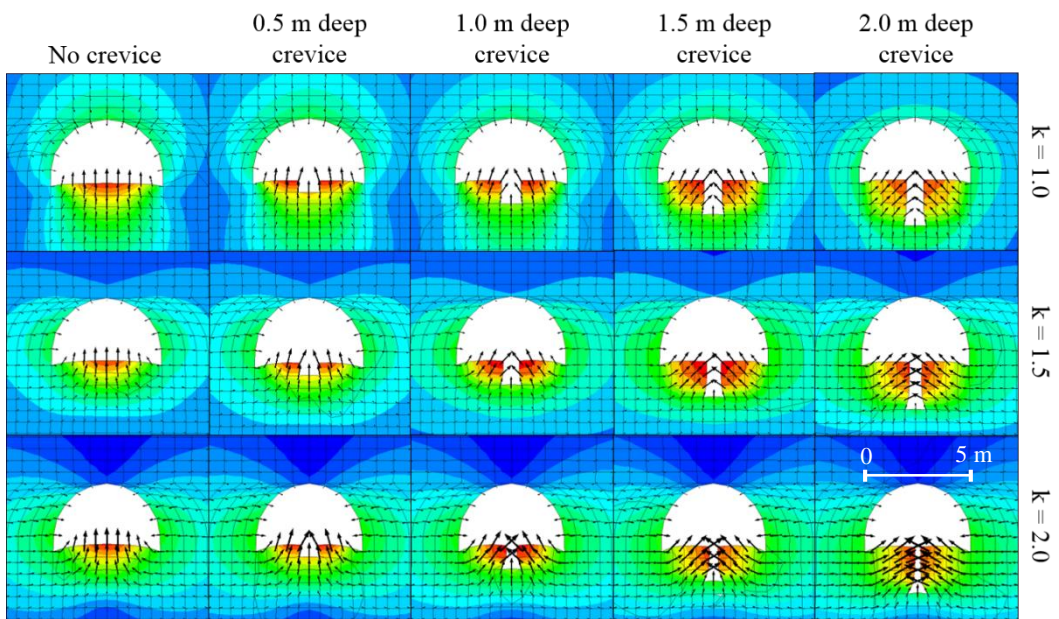 No crevice
0.5 m deep
crevice
1.0 m deep
crevice
1.5 m deep
crevice
2.0 m deep
crevice
k = 1.0
k = 1.5
0 5 m
k = 2.0